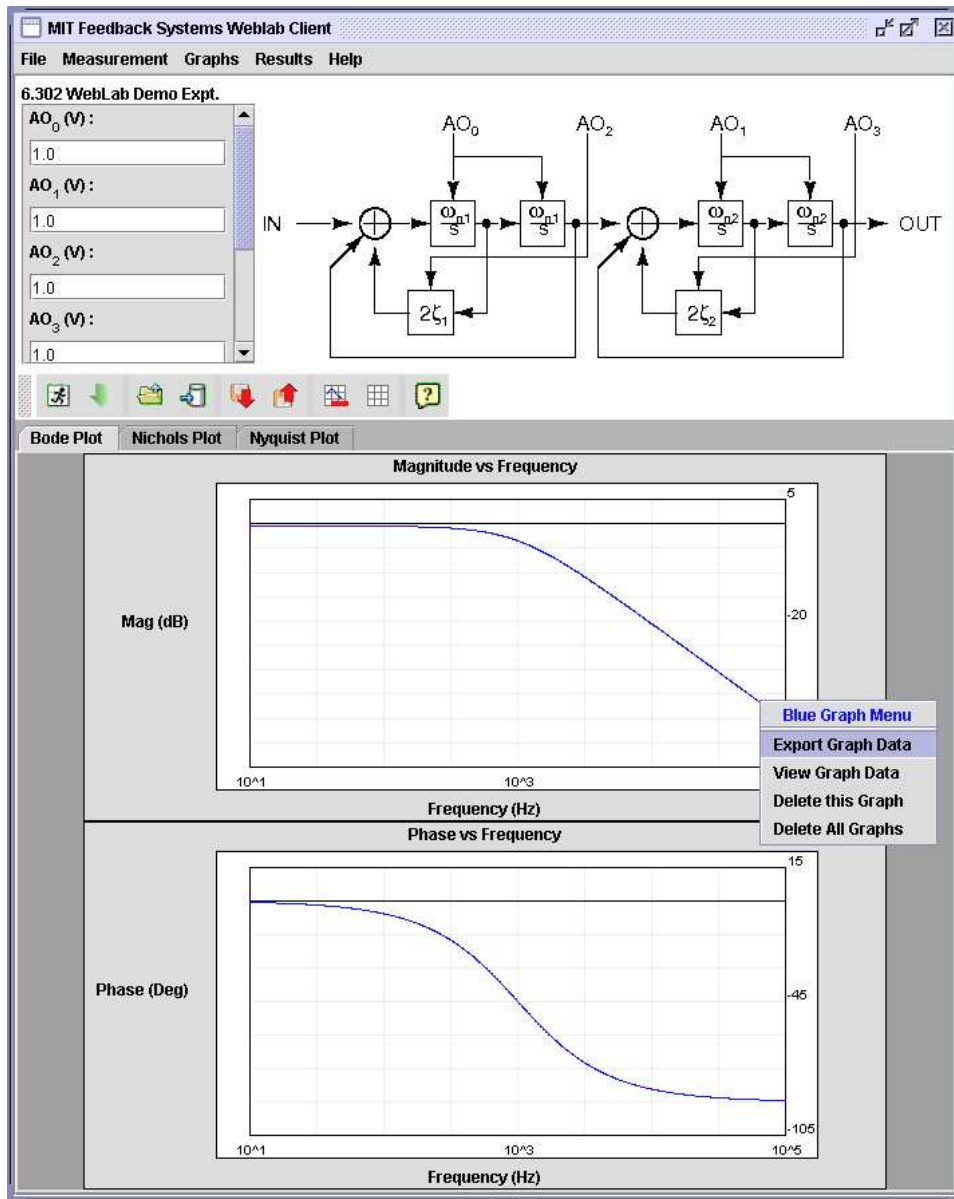 MIT Feedback Systems Weblab Client
File Measurement Graphs Results Help
6.302 WebLab Demo Expt.
AO0 (V) :
1.0
AO1 (V) :
1.0
AO2 (V) :
1.0
AO3 (V) :
1.0
AO0 AO2 AO1 AO3
IN ωn1/s ωn1/s ωn2/s ωn2/s OUT
2ζ1 2ζ2
?
Bode Plot Nichols Plot Nyquist Plot
Magnitude vs Frequency
5
Mag (dB)
-20
Blue Graph Menu
Export Graph Data
View Graph Data
Delete this Graph
Delete All Graphs
10^1 10^3
Frequency (Hz)
Phase vs Frequency
15
Phase (Deg)
-45
-105
10^1 10^3 10^5
Frequency (Hz)